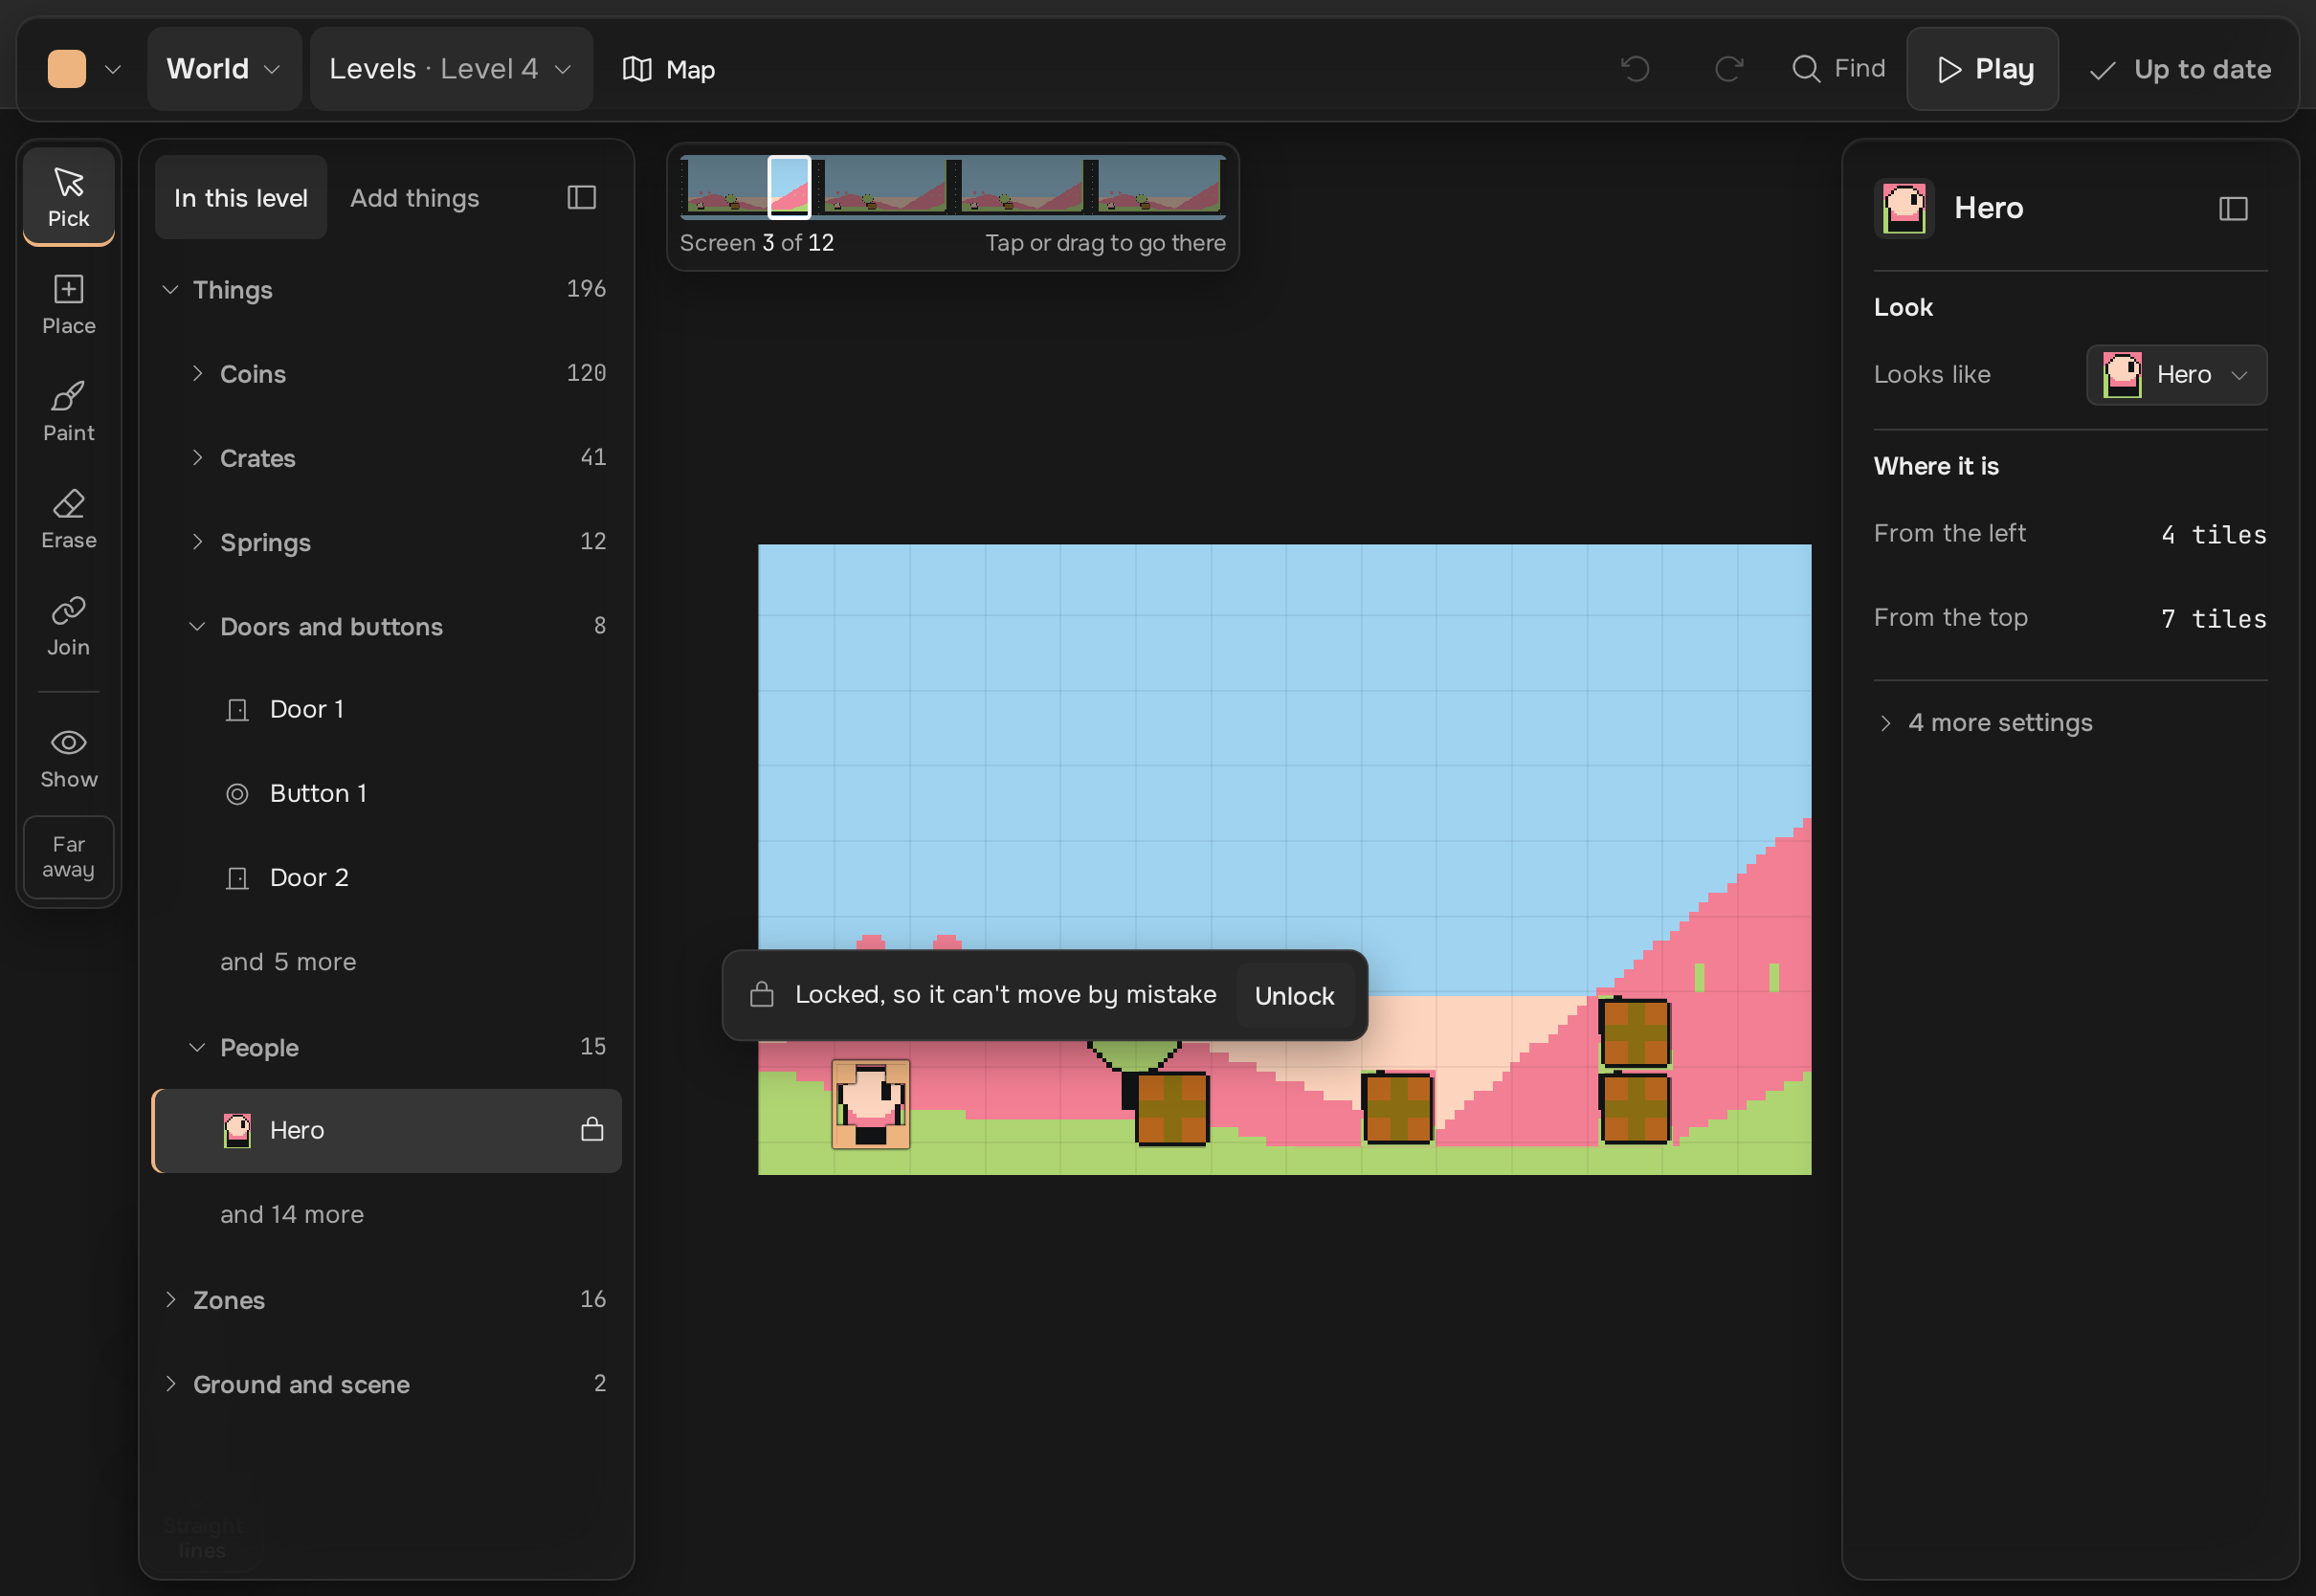 World
Levels · Level 4
Map
Find
Play
Up to date
Pick
Place
Paint
Erase
Join
Show
Far
away
In this level
Add things
Things 196
Coins 120
Crates 41
Springs 12
Doors and buttons 8
Door 1
Button 1
Door 2
and 5 more
People 15
Hero
and 14 more
Zones 16
Ground and scene 2
Straight
lines
Screen 3 of 12
Tap or drag to go there
Locked, so it can't move by mistake
Unlock
Hero
Look
Looks like
Hero
Where it is
From the left 4 tiles
From the top 7 tiles
4 more settings